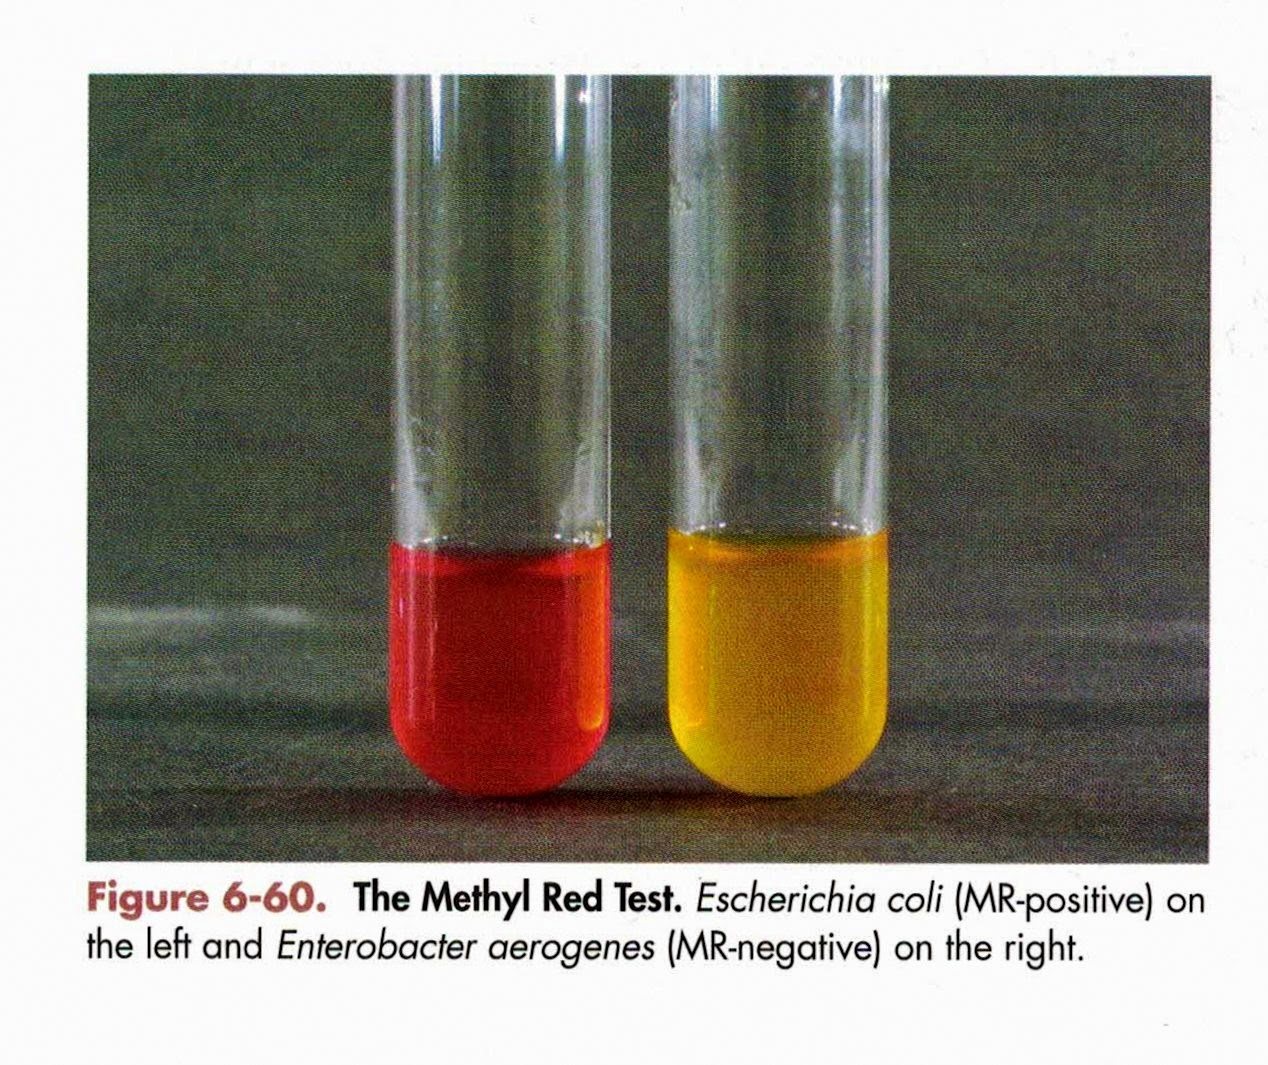 Figure 6-60. The Methyl Red Test. Escherichia coli (MR-positive) on
the left and Enterobacter aerogenes (MR-negative) on the right.